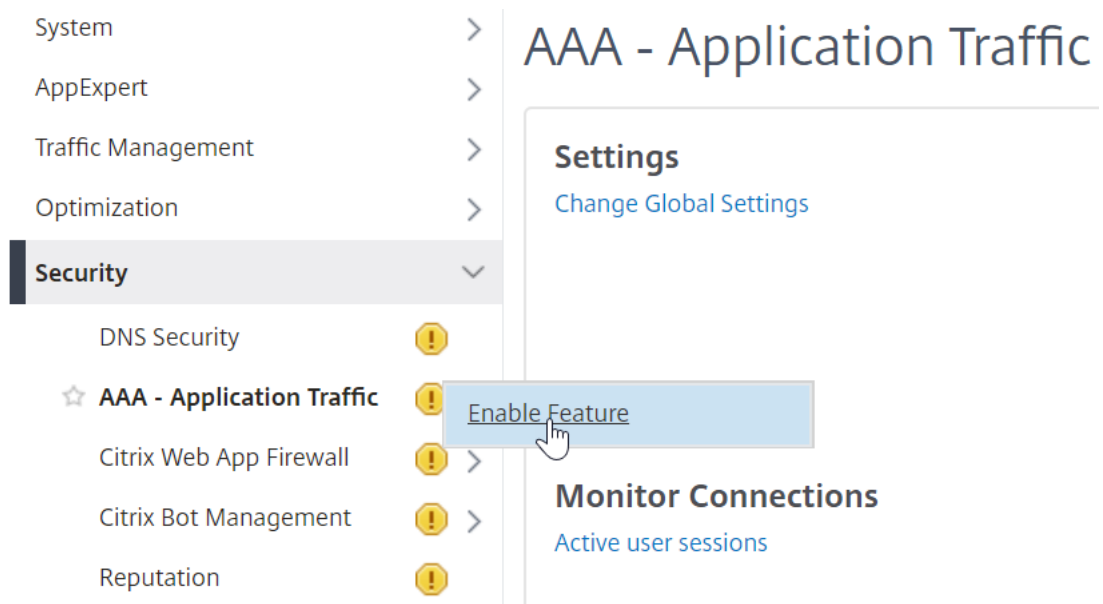 System
AppExpert
Traffic Management
Optimization
Security
DNS Security
AAA - Application Traffic
Citrix Web App Firewall
Citrix Bot Management
Reputation
Enable Feature
AAA - Application Traffic
Settings
Change Global Settings
Monitor Connections
Active user sessions